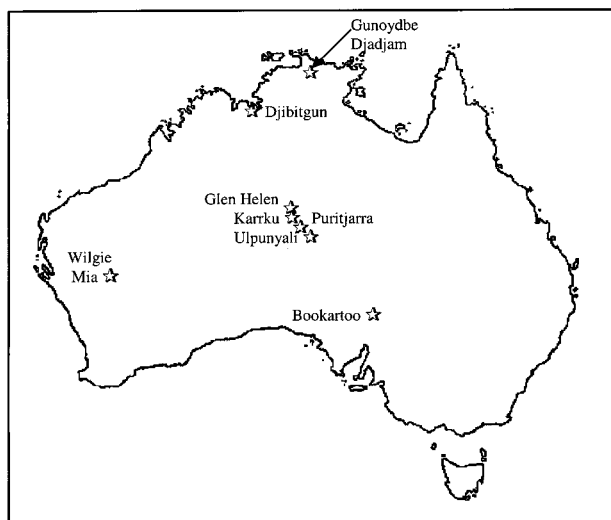 Gunoydbe
Djadjam
Djibitgun
Glen Helen
Karrku
Puritjarra
Ulpunyali
Wilgie
Mia
Bookartoo